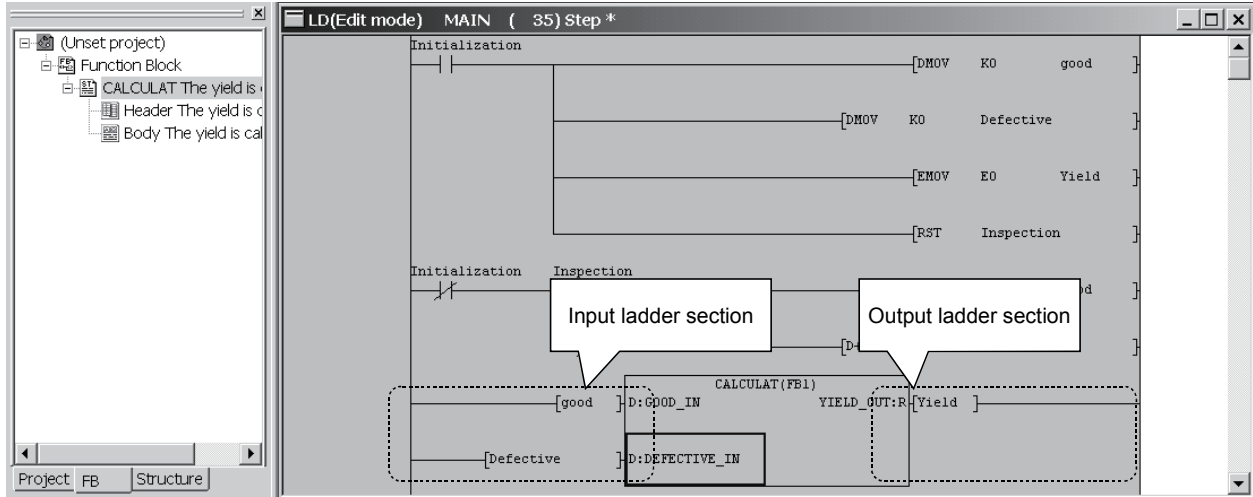 LD(Edit mode) MAIN ( 35) Step *
(Unset project)
Function Block
CALCULAT The yield is
Header The yield is
Body The yield is cal
Project FB Structure
Initialization
DMOV K0 good
DMOV K0 Defective
EMOV E0 Yield
RST Inspection
Initialization Inspection
Input ladder section
Output ladder section
CALCULAT(FB1)
good D:GOOD_IN YIELD_OUT:R Yield
Defective D:DEFECTIVE_IN